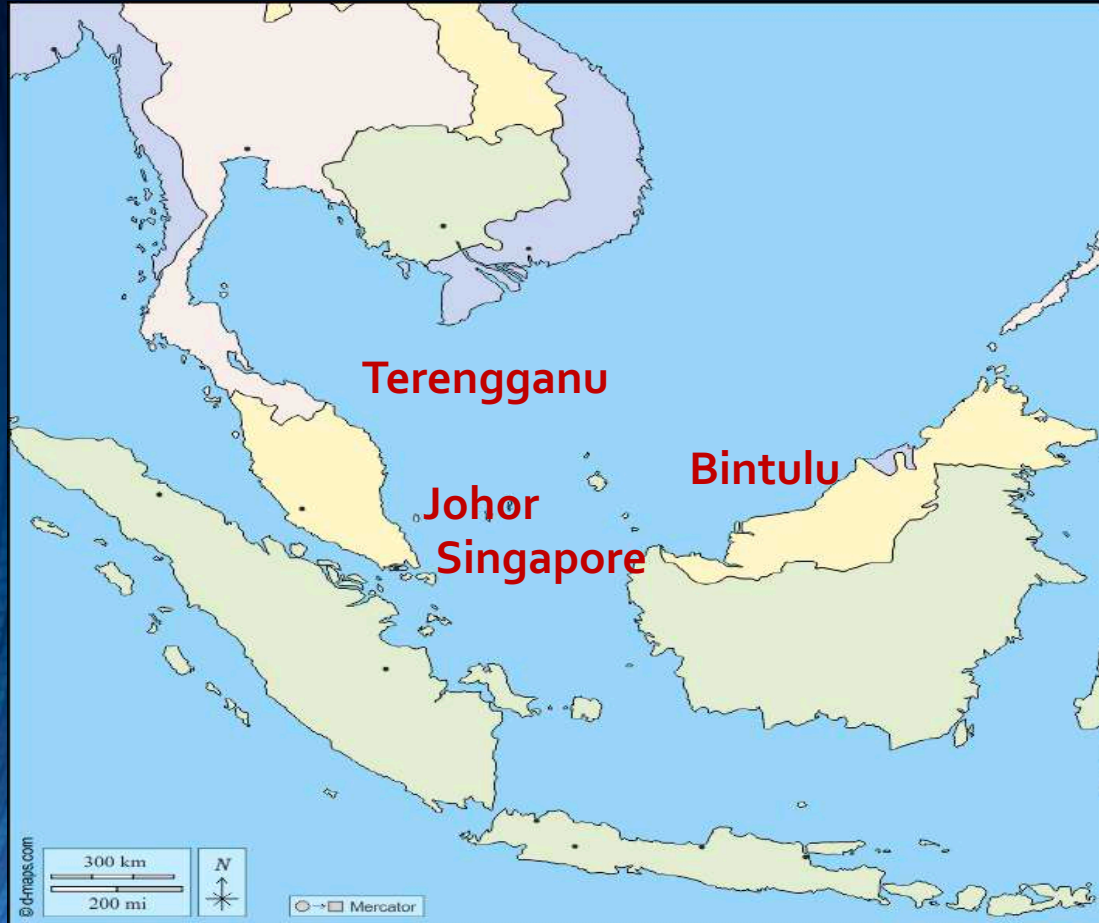 Terengganu
Bintulu
Johor
Singapore
300 km
200 mi
N
Mercator
©d-maps.com